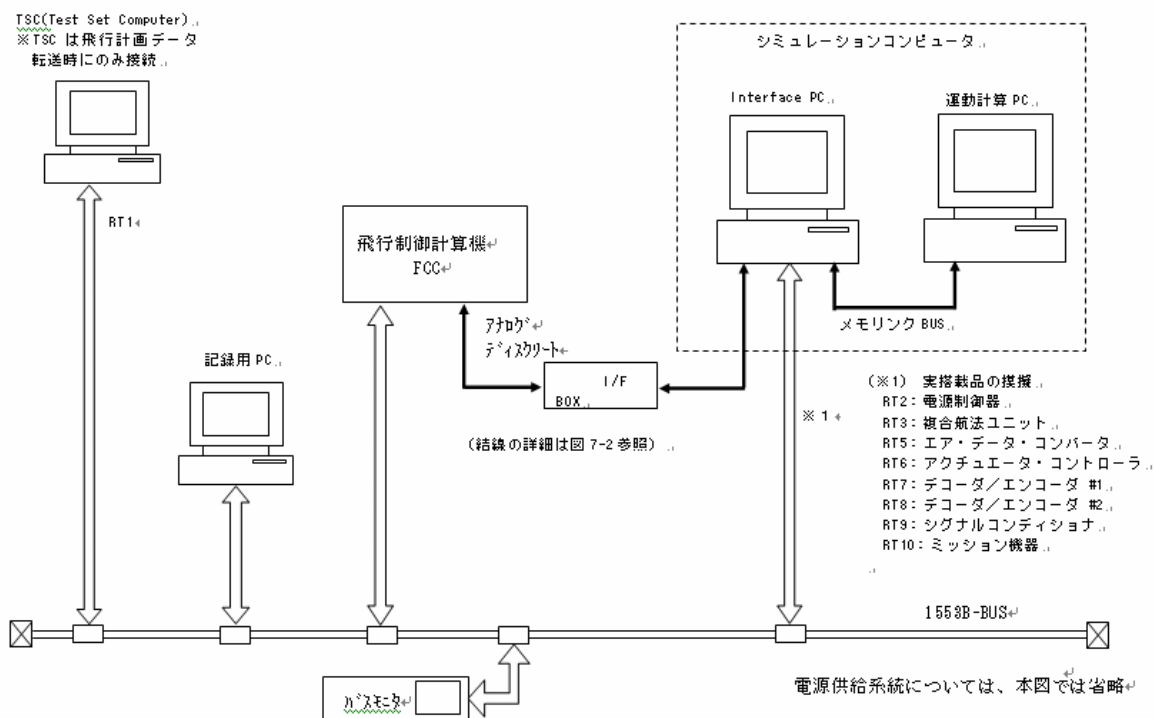 TSC(Test Set Computer)
※TSC は飛行計画データ
転送時にのみ接続
シミュレーションコンピュータ
Interface PC
運動計算 PC
RT1
飛行制御計算機
FCC
アナログ
ディスクリート
メモリンク BUS
記録用 PC
I/F
BOX
※1
(結線の詳細は図 7-2 参照)
(※1) 実搭載品の摸擬
RT2: 電源制御器
RT3: 複合航法ユニット
RT5: エア・データ・コンバータ
RT6: アクチュエータ・コントローラ
RT7: デコーダ/エンコーダ #1
RT8: デコーダ/エンコーダ #2
RT9: シグナルコンディショナ
RT10: ミッション機器
1553B-BUS
バスモニタ
電源供給系統については、本図では省略